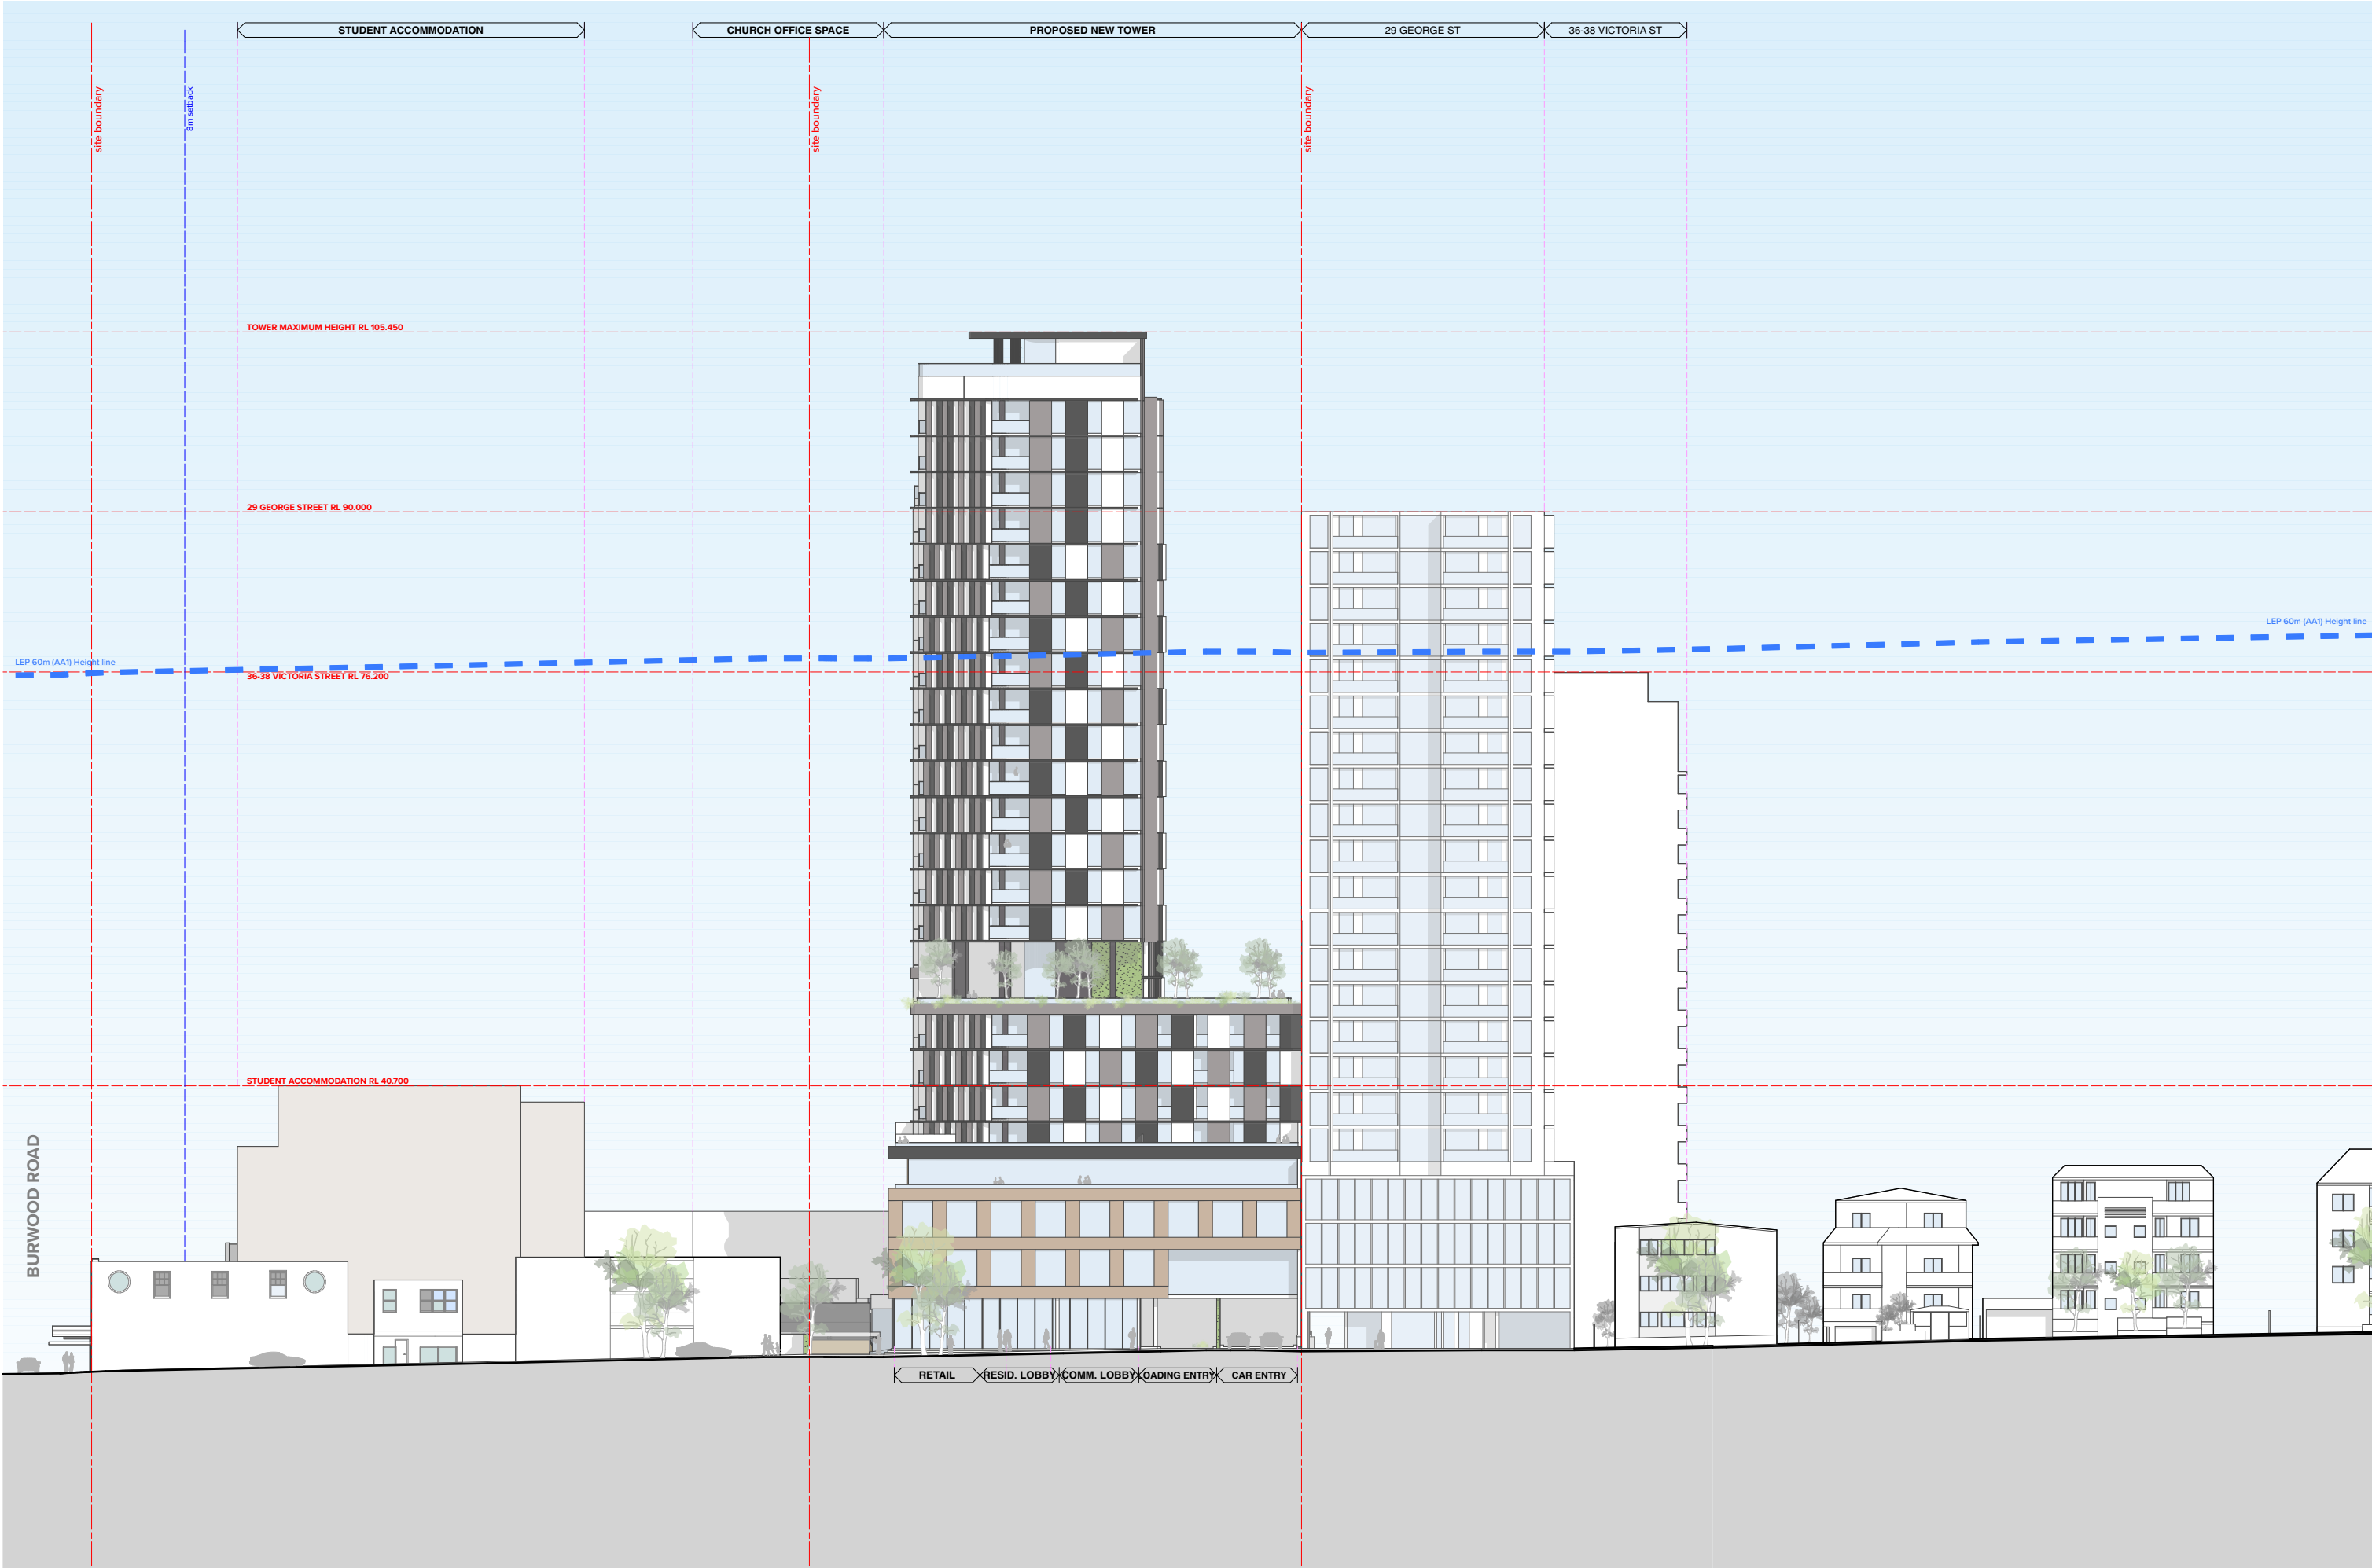 STUDENT ACCOMMODATION
CHURCH OFFICE SPACE
PROPOSED NEW TOWER
29 GEORGE ST
36-38 VICTORIA ST
site boundary
8m setback
site boundary
site boundary
TOWER MAXIMUM HEIGHT RL 105.450
29 GEORGE STREET RL 90.000
LEP 60m (AA1) Height line
LEP 60m (AA1) Height line
36-38 VICTORIA STREET RL 76.200
STUDENT ACCOMMODATION RL 40.700
BURWOOD ROAD
RETAIL
RESID. LOBBY
COMM. LOBBY
LOADING ENTRY
CAR ENTRY